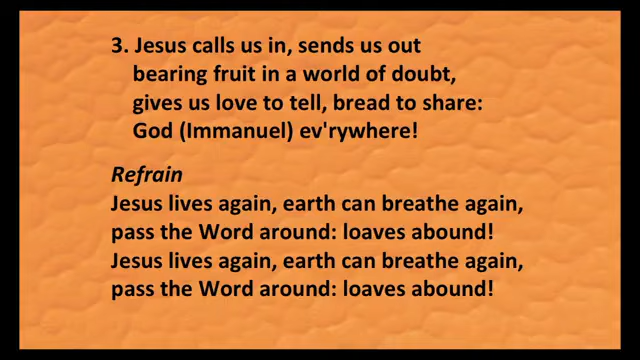 3. Jesus calls us in, sends us out
bearing fruit in a world of doubt,
gives us love to tell, bread to share:
God (Immanuel) ev'rywhere!
Refrain
Jesus lives again, earth can breathe again,
pass the Word around: loaves abound!
Jesus lives again, earth can breathe again,
pass the Word around: loaves abound!